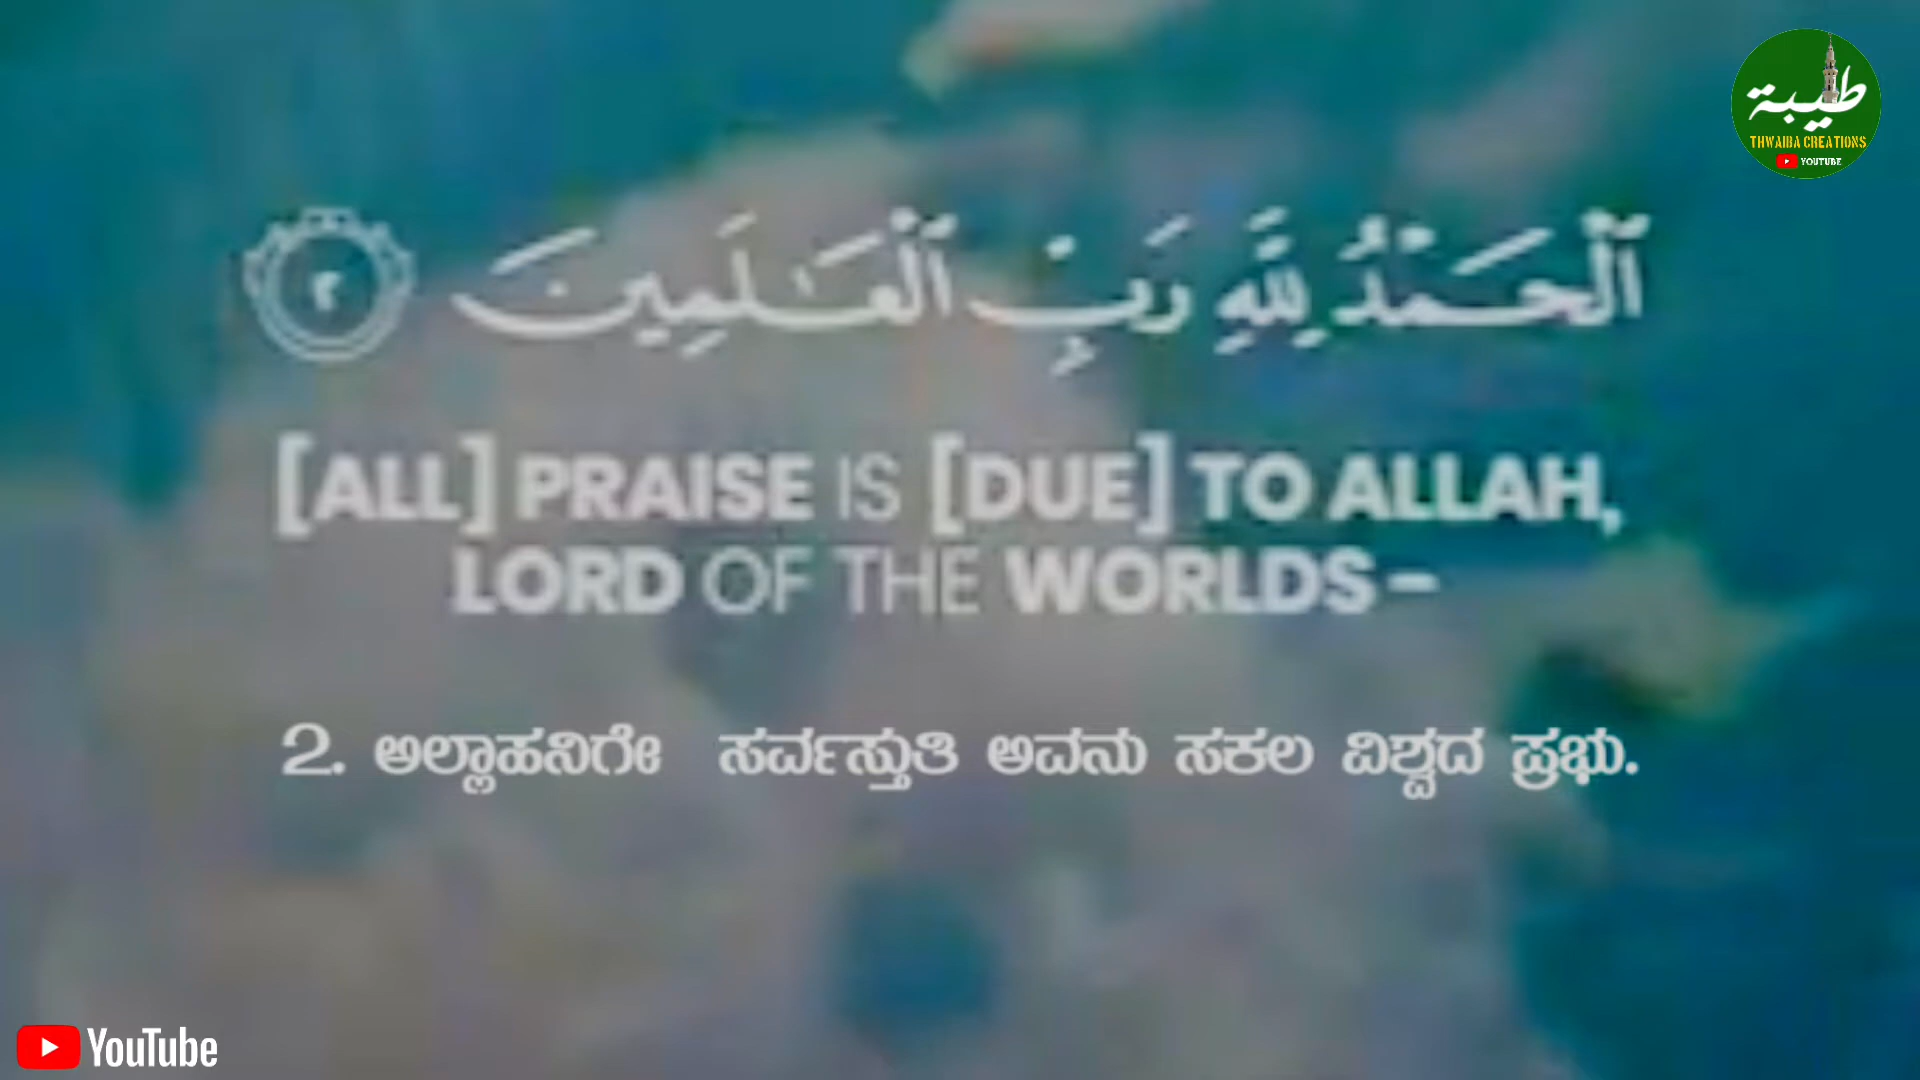 طيبة
THWAIBA CREATIONS
YOUTUBE
ٱلْحَمْدُ لِلَّهِ رَبِّ ٱلْعَـٰلَمِينَ ٢
[ALL] PRAISE IS [DUE] TO ALLAH,
LORD OF THE WORLDS –
2. ಅಲ್ಲಾಹನಿಗೇ ಸರ್ವಸ್ತುತಿ ಅವನು ಸಕಲ ವಿಶ್ವದ ಪ್ರಭು.
YouTube